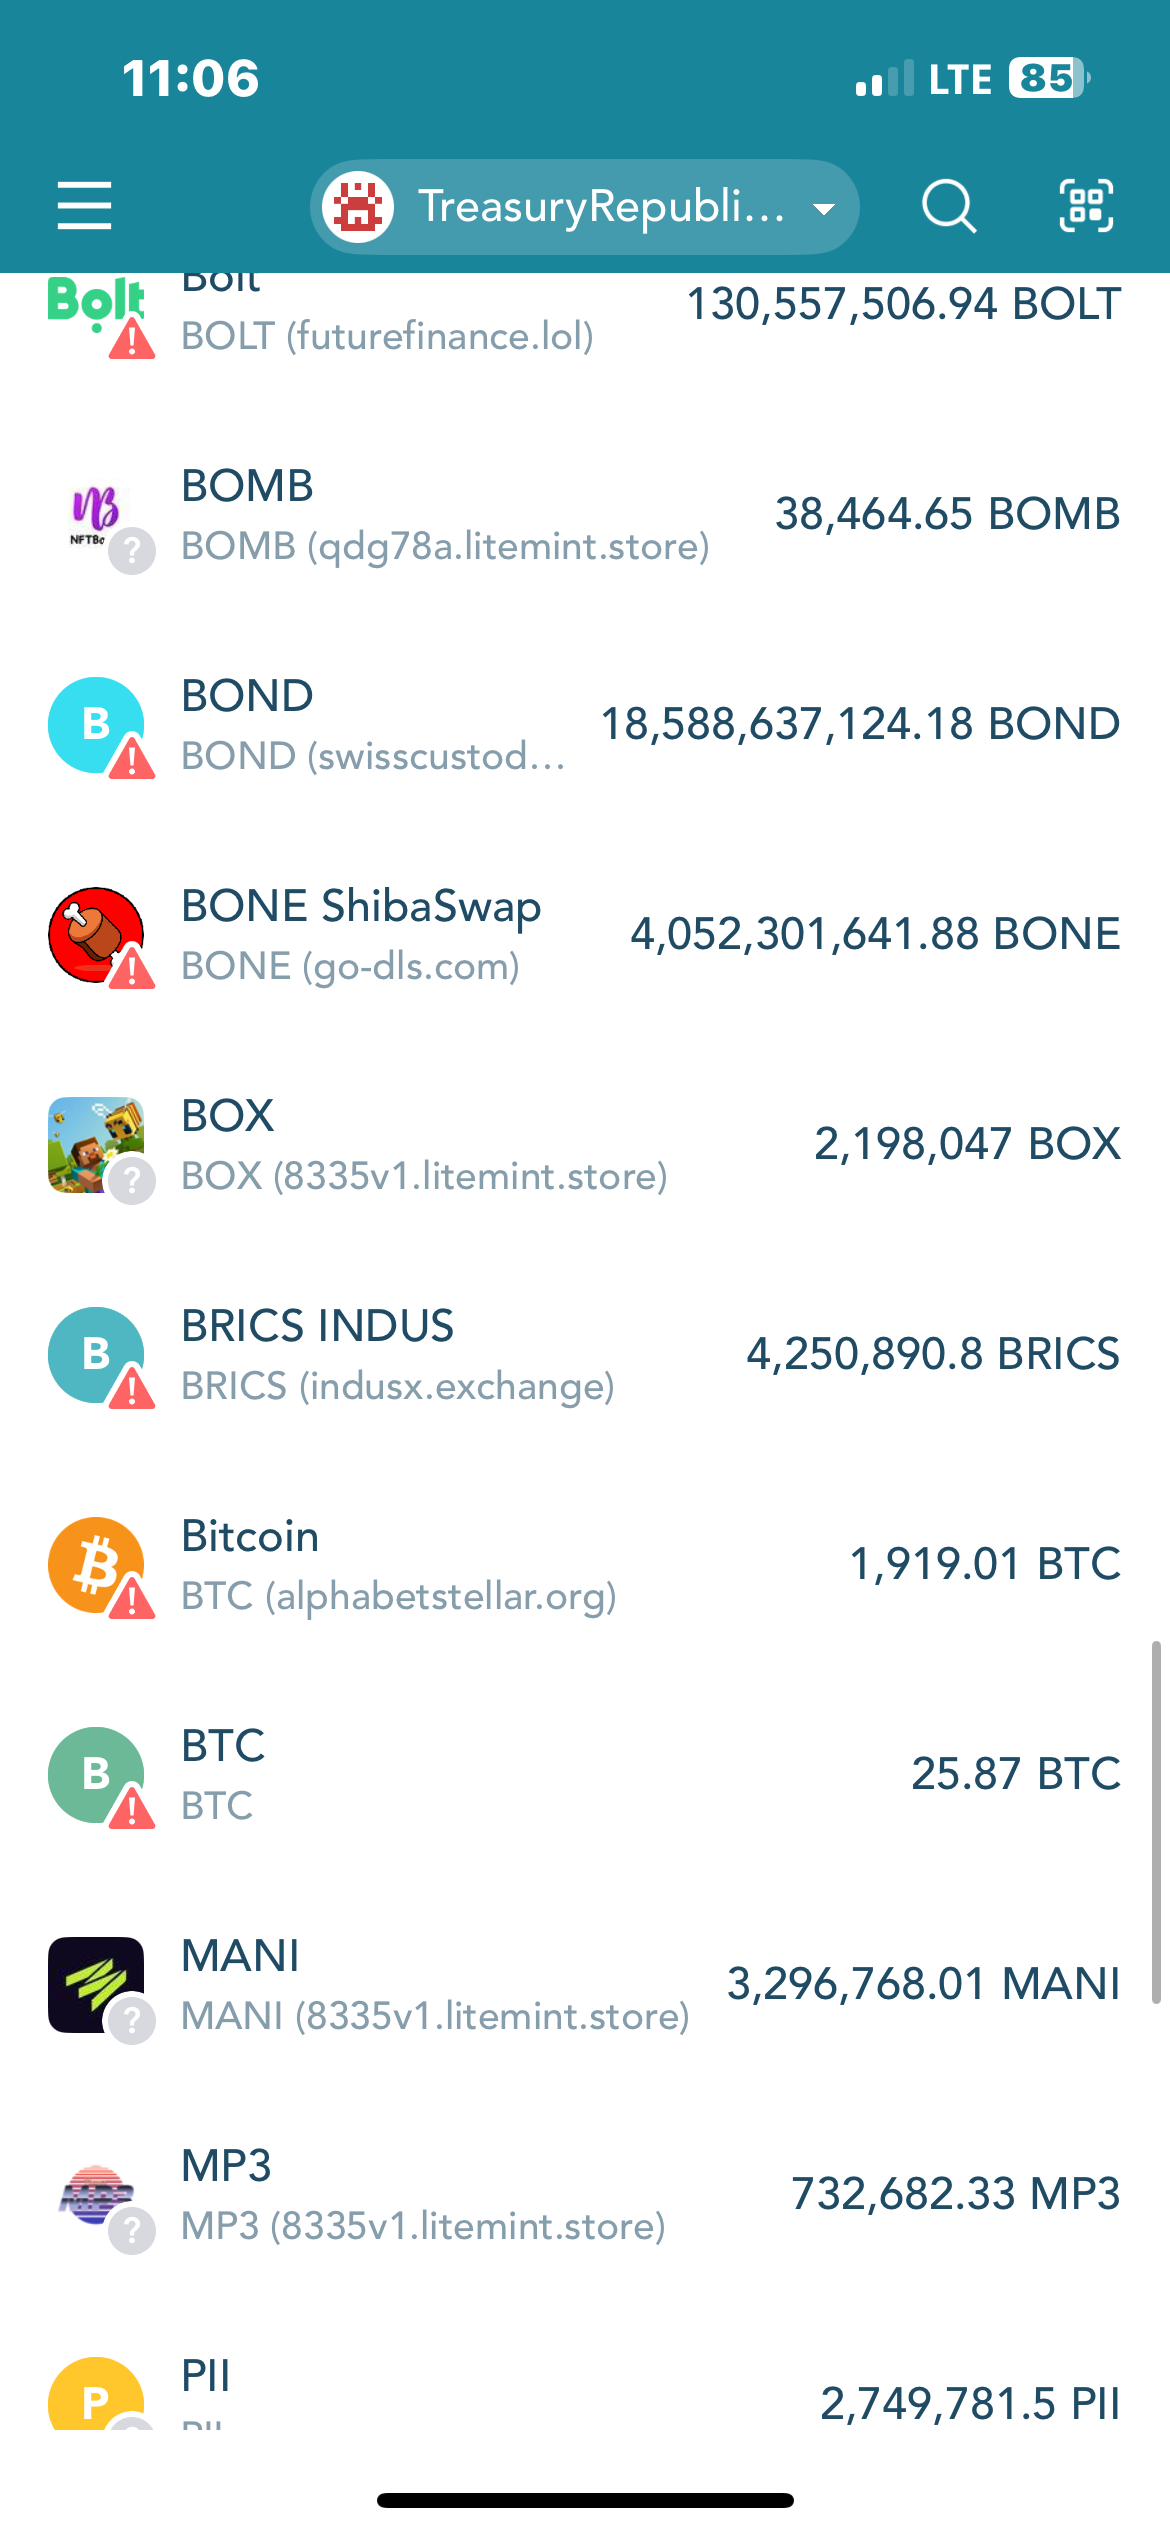 11:06
LTE 85
TreasuryRepubli...
Bolt
130,557,506.94 BOLT
BOLT (futurefinance.lol)
BOMB
38,464.65 BOMB
BOMB (qdg78a.litemint.store)
B
BOND
18,588,637,124.18 BOND
BOND (swisscustod...
BONE ShibaSwap
4,052,301,641.88 BONE
BONE (go-dls.com)
BOX
2,198,047 BOX
BOX (8335v1.litemint.store)
B
BRICS INDUS
4,250,890.8 BRICS
BRICS (indusx.exchange)
Bitcoin
1,919.01 BTC
BTC (alphabetstellar.org)
B
BTC
25.87 BTC
BTC
MANI
3,296,768.01 MANI
MANI (8335v1.litemint.store)
MP3
732,682.33 MP3
MP3 (8335v1.litemint.store)
P
PII
2,749,781.5 PII
PII